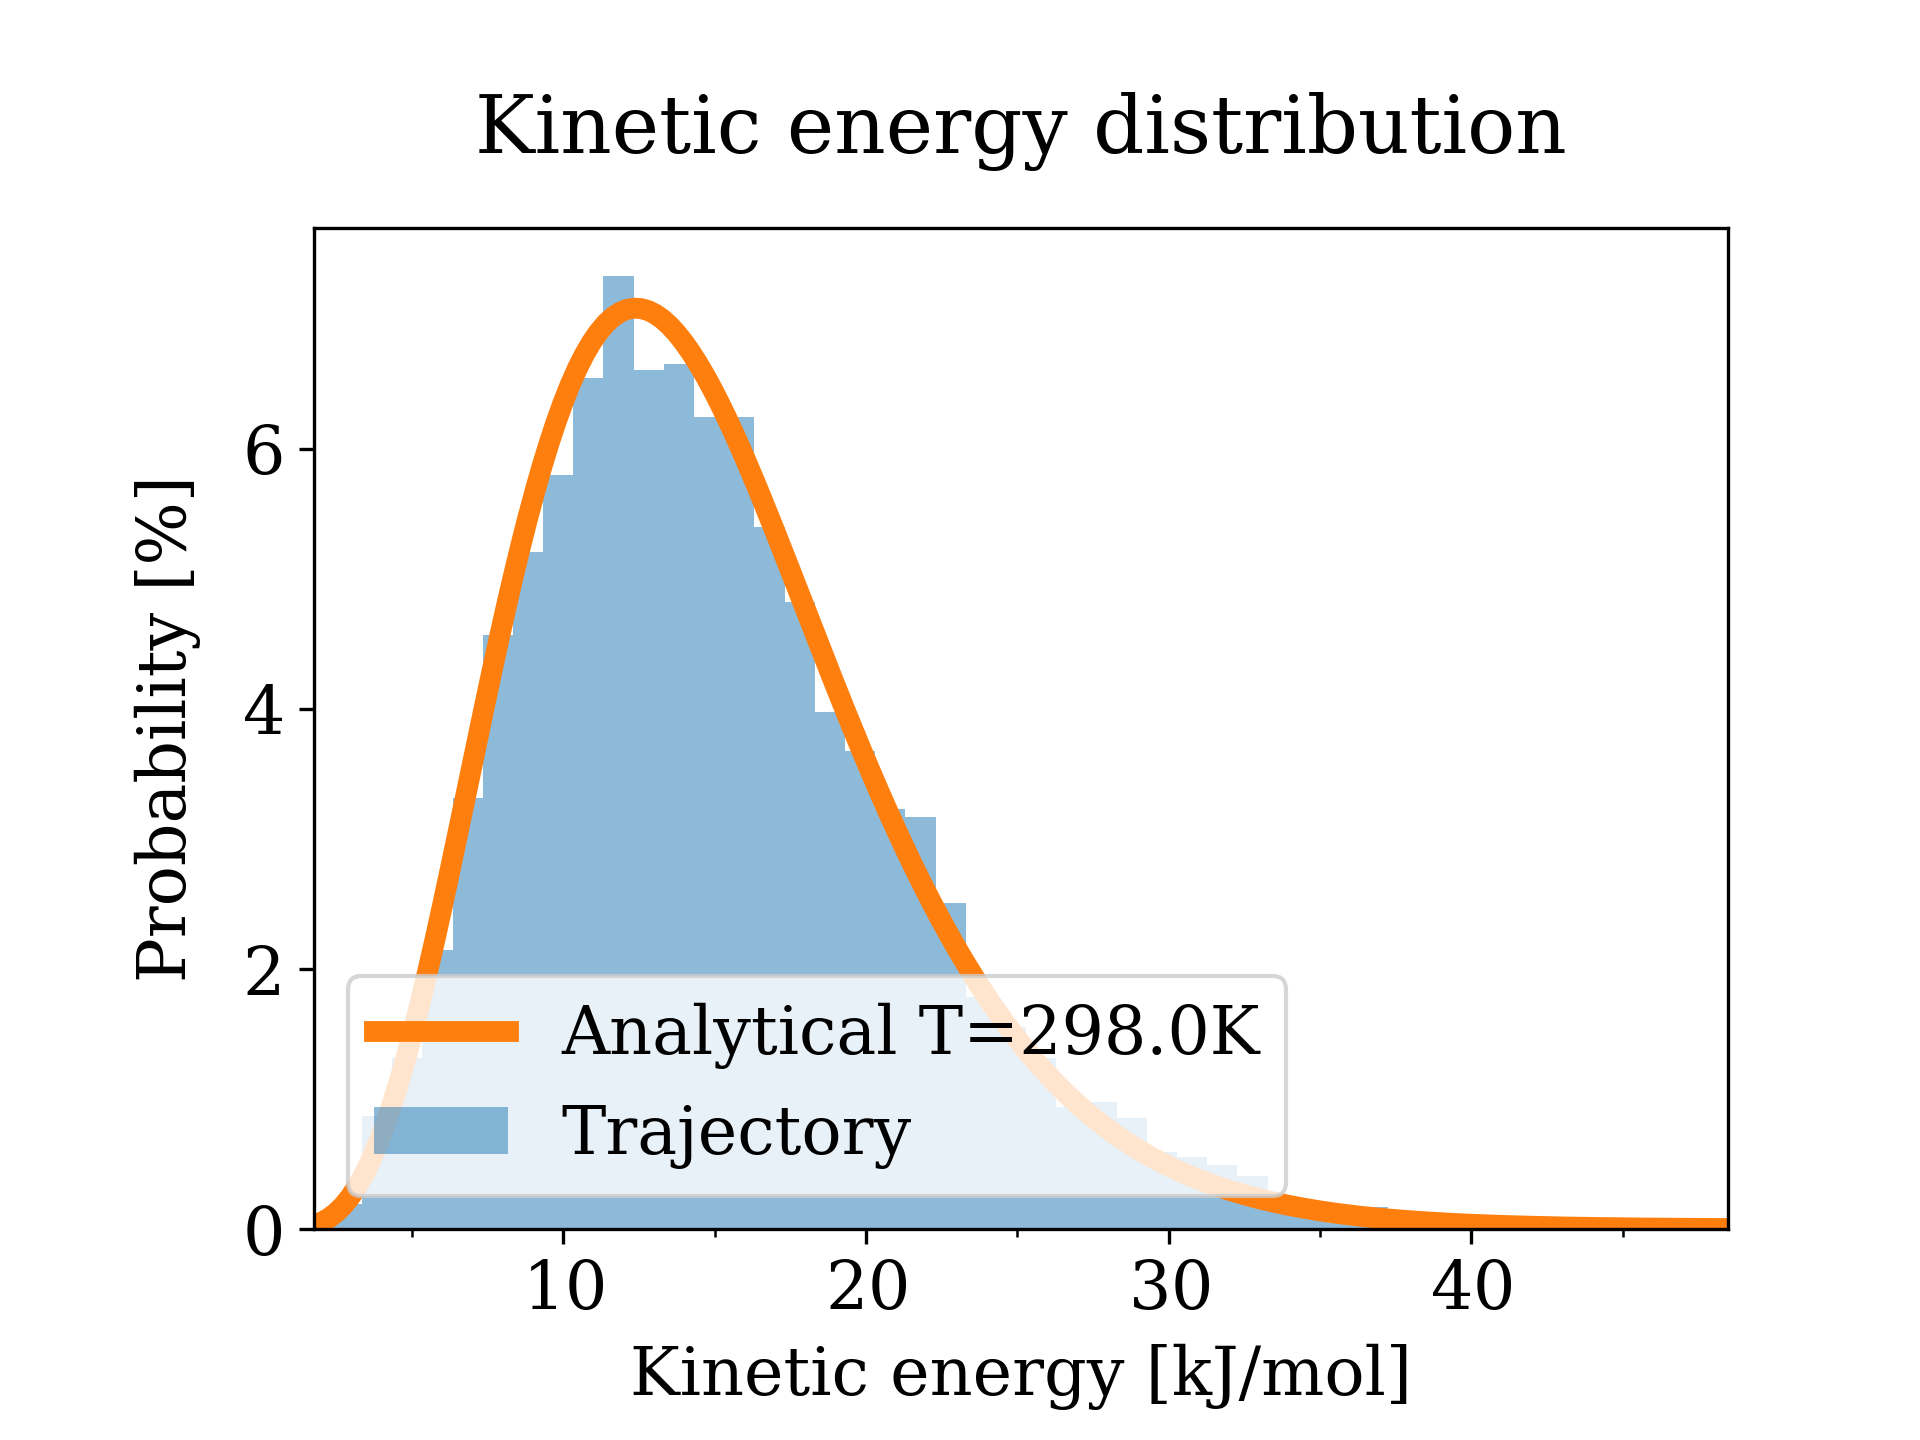 Kinetic energy distribution
Probability [%]
6
4
2
0
Analytical T=298.0K
Trajectory
10 20 30 40
Kinetic energy [kJ/mol]